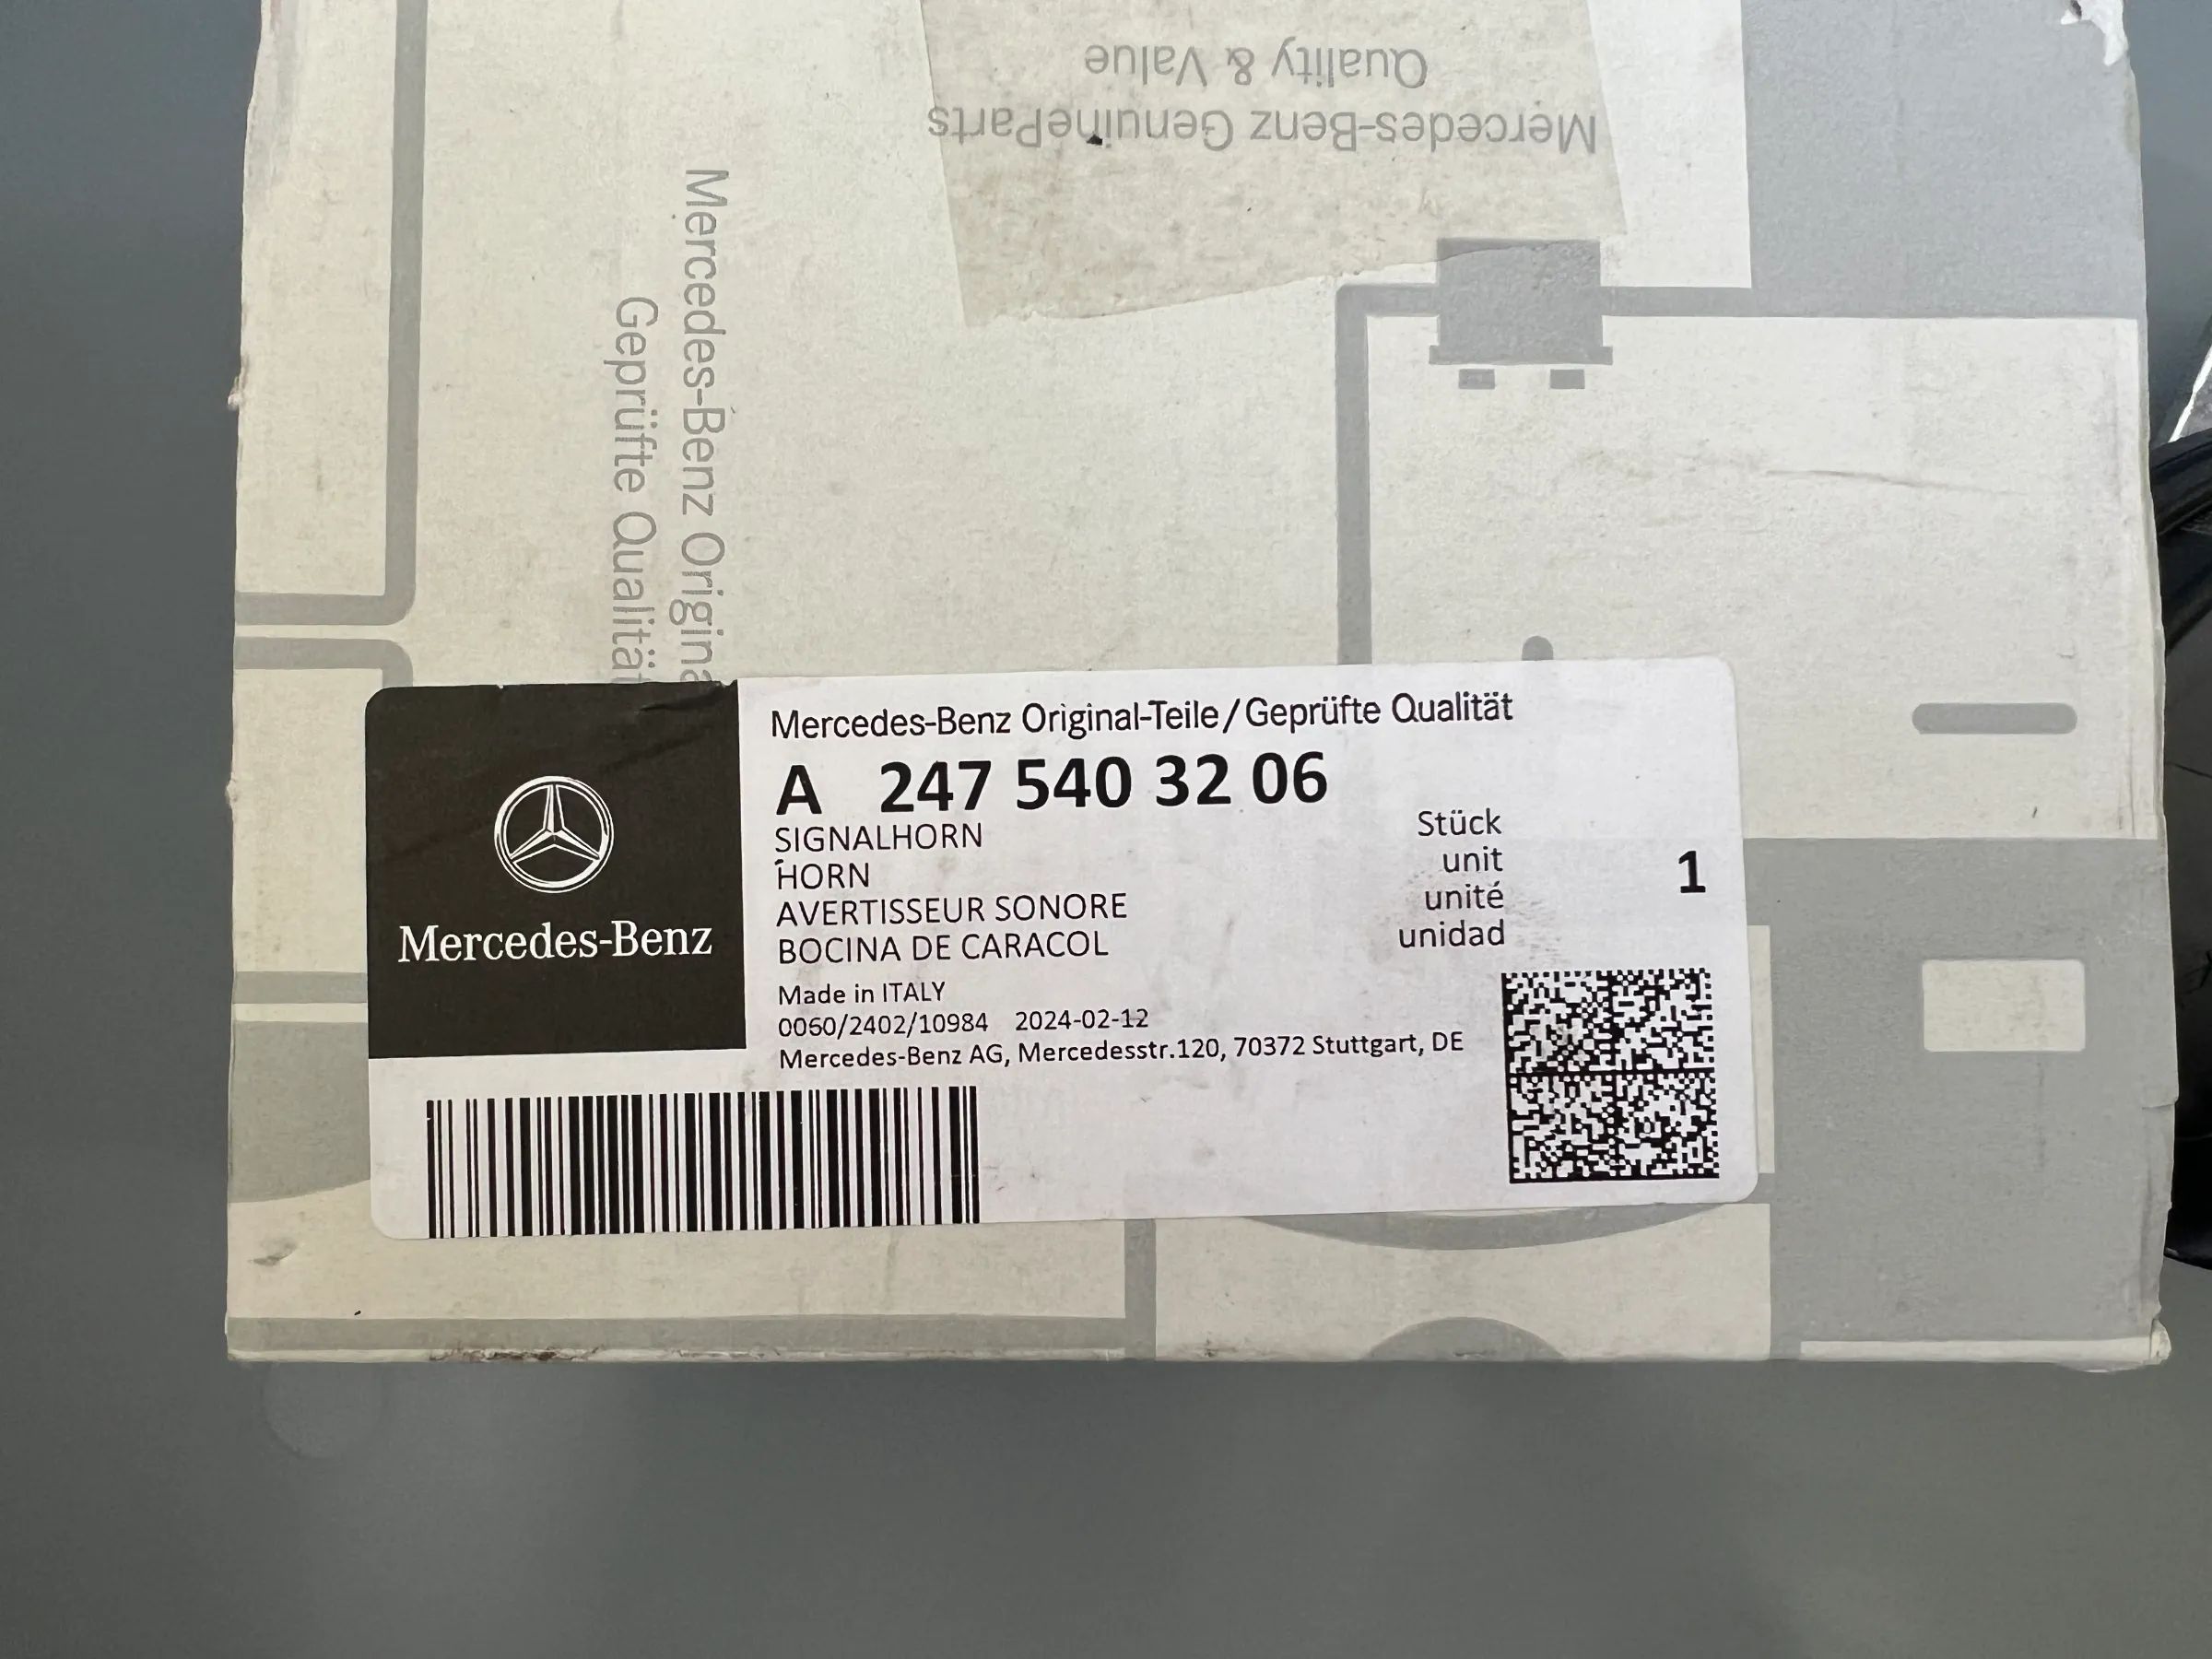 Mercedes-Benz GenuineParts
Quality & Value
Mercedes-Benz Origina
Geprüfte Qualität
Mercedes-Benz
Mercedes-Benz Original-Teile/Geprüfte Qualität
A 247 540 32 06
SIGNALHORN
HORN
AVERTISSEUR SONORE
BOCINA DE CARACOL
Stück
unit
unité
unidad
1
Made in ITALY
0060/2402/10984 2024-02-12
Mercedes-Benz AG, Mercedesstr.120, 70372 Stuttgart, DE